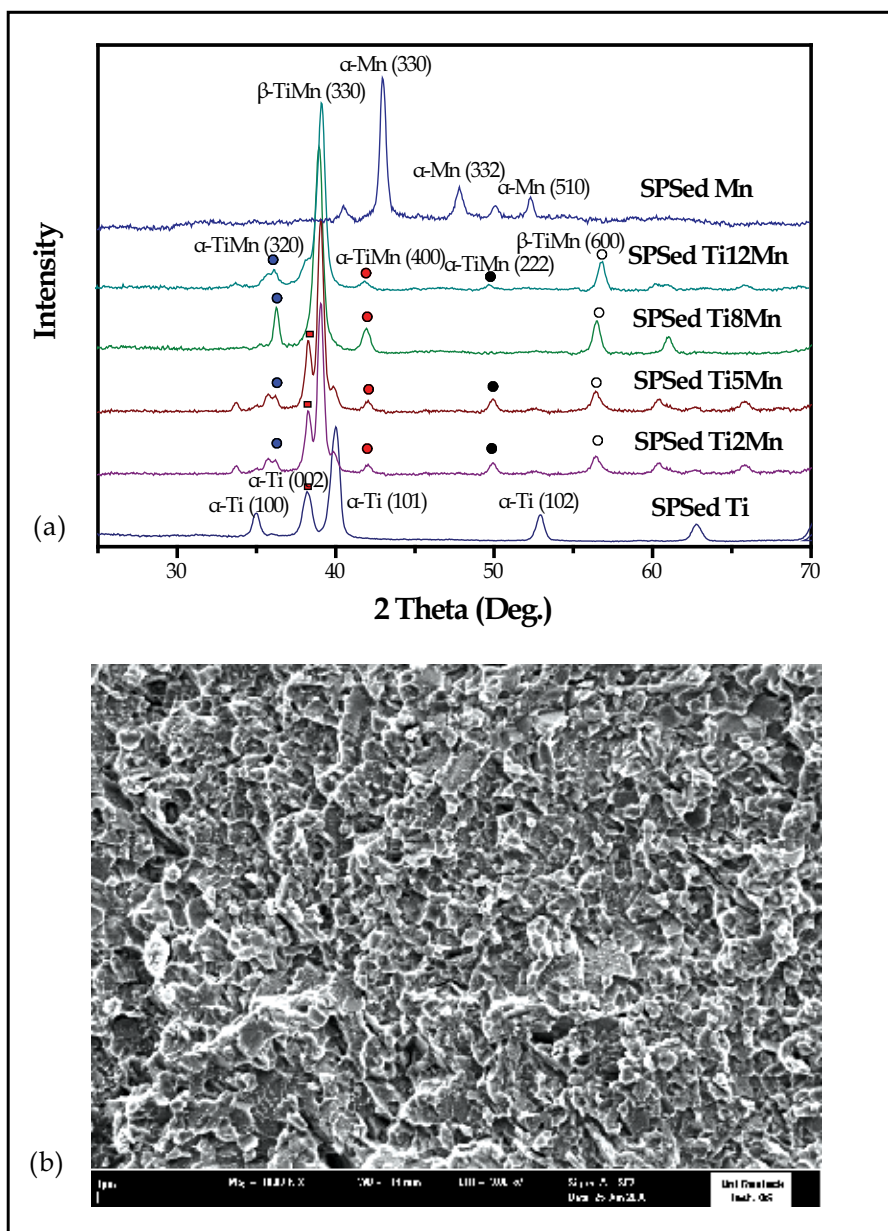 α-Mn (330)
β-TiMn (330)
α-Mn (332)
α-Mn (510)
SPSed Mn
α-TiMn (320)
α-TiMn (400)
α-TiMn (222)
β-TiMn (600)
SPSed Ti12Mn
SPSed Ti8Mn
SPSed Ti5Mn
SPSed Ti2Mn
α-Ti (002)
α-Ti (100)
α-Ti (101)
α-Ti (102)
SPSed Ti
Intensity
(a)
30 40 50 60 70
2 Theta (Deg.)
(b)